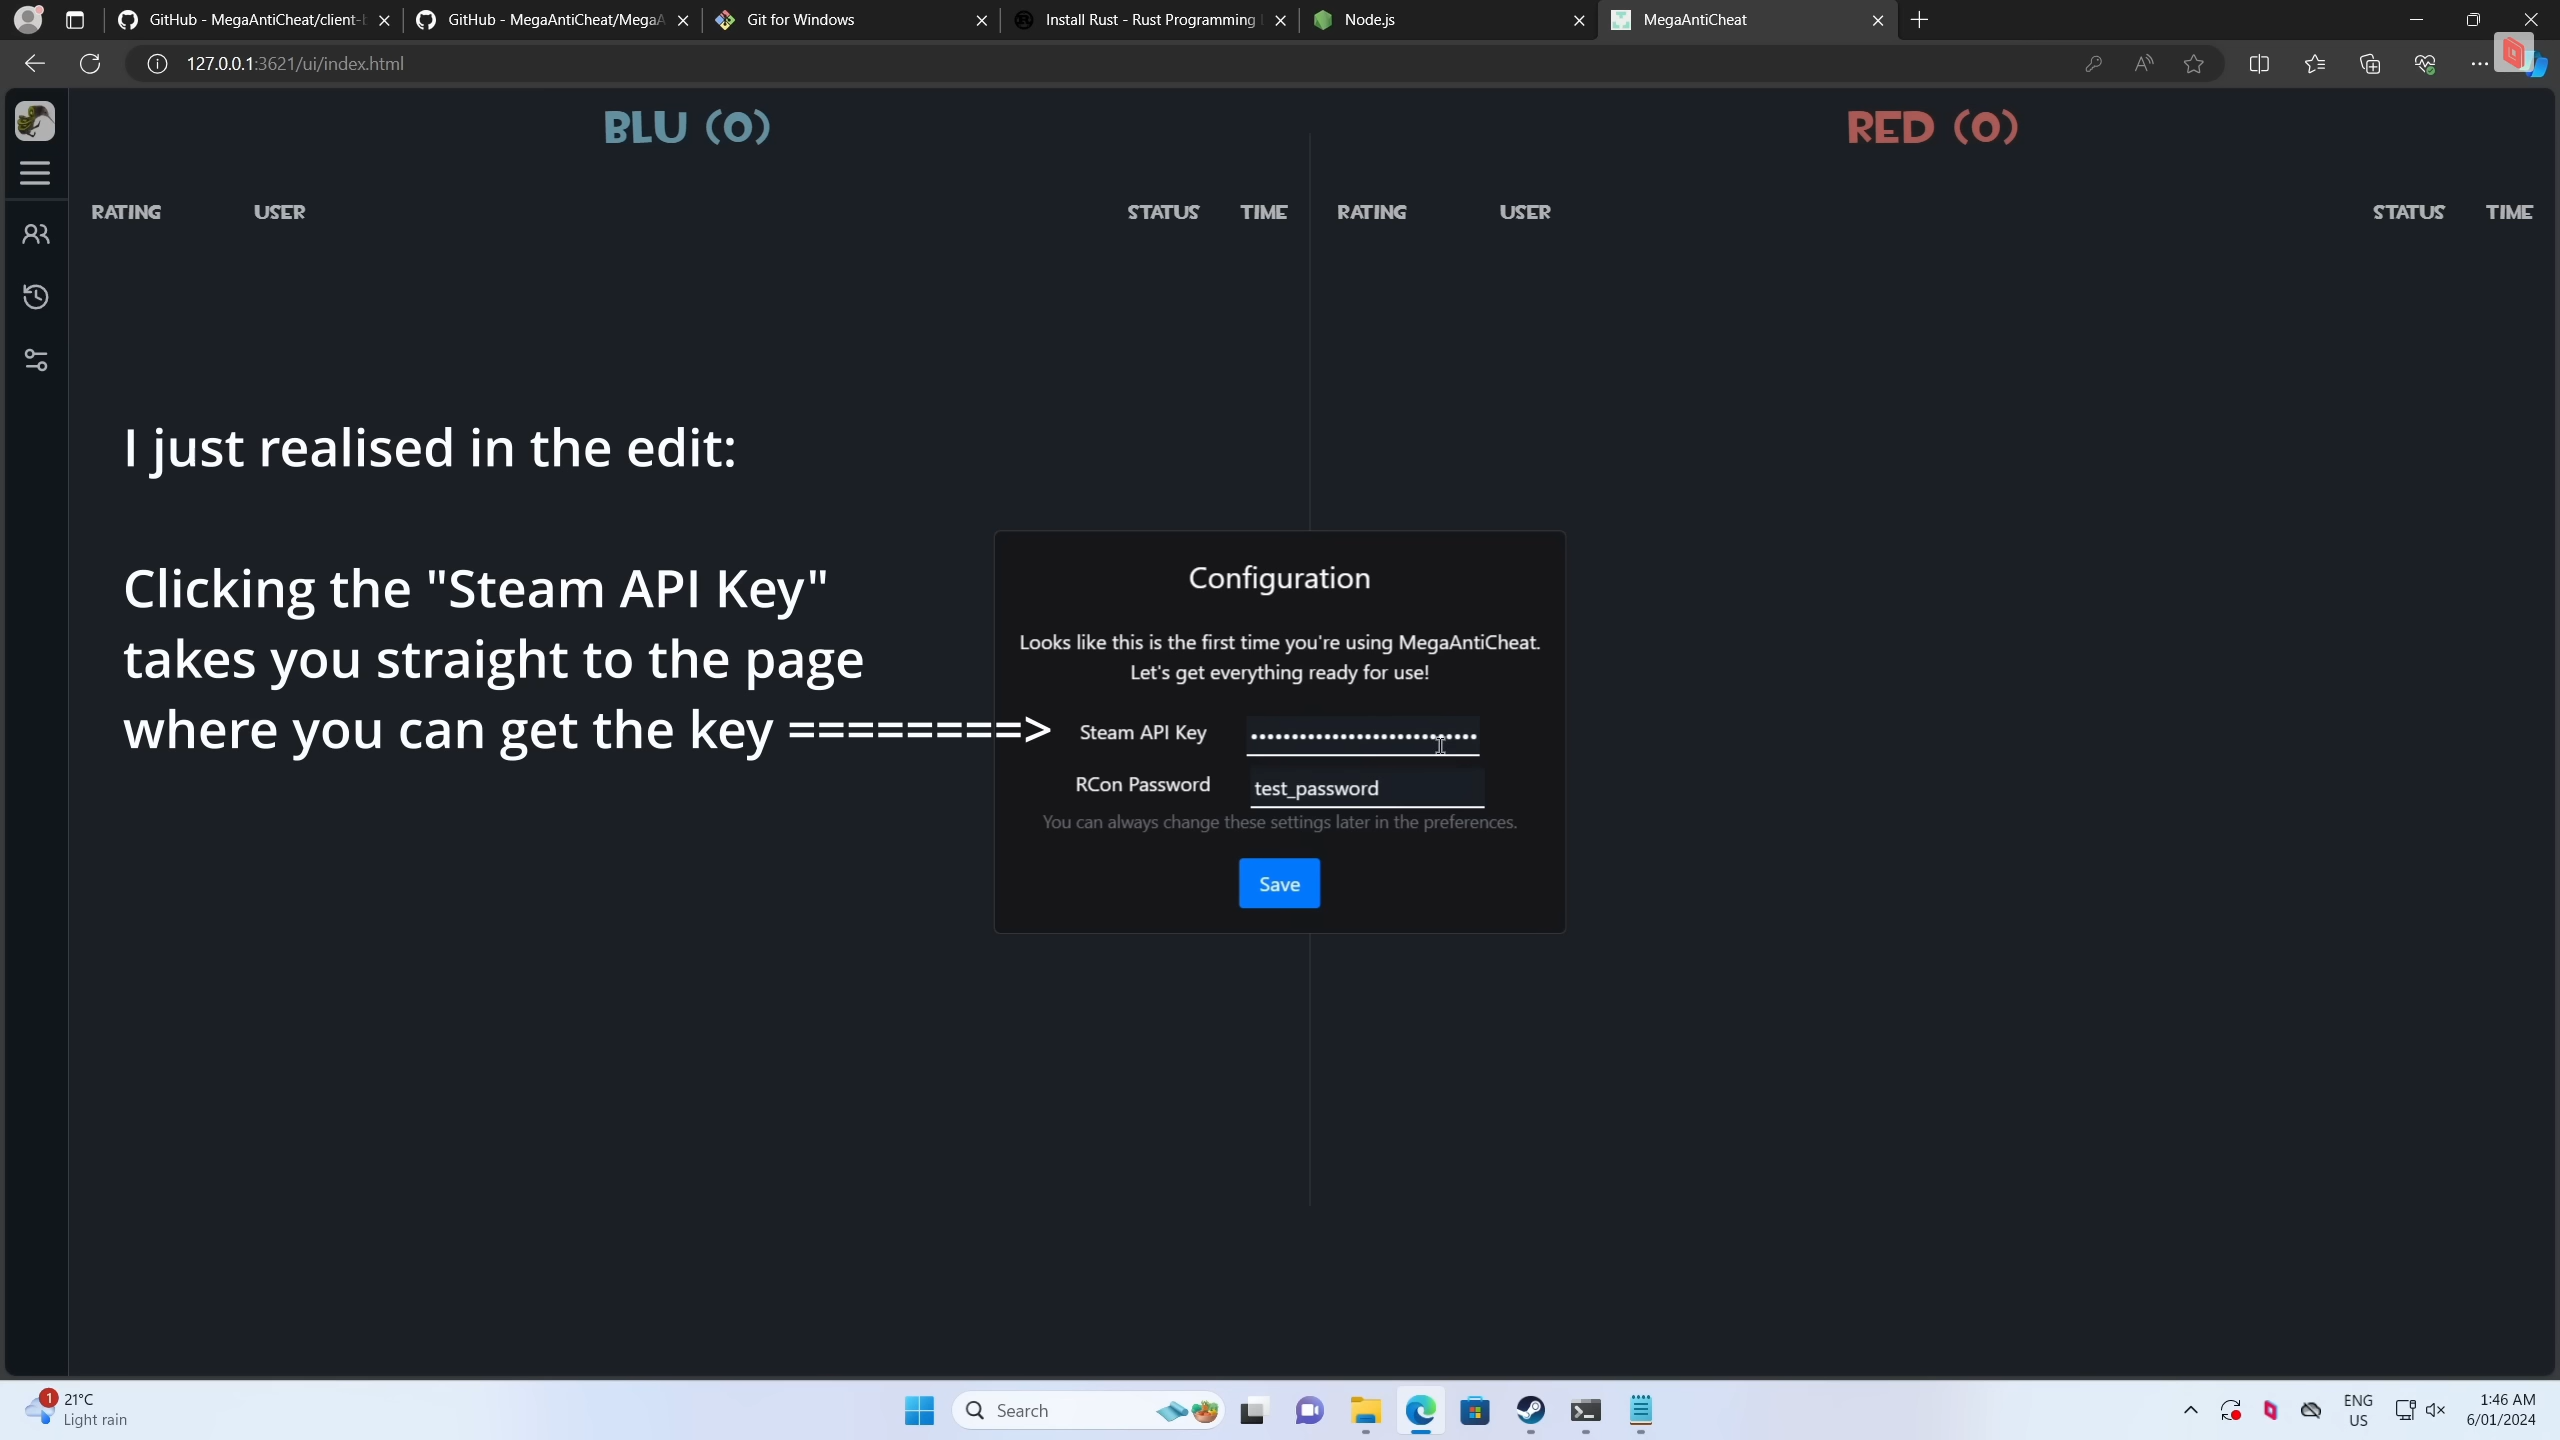 GitHub - MegaAntiCheat/client-b
GitHub - MegaAntiCheat/MegaA
Git for Windows
Install Rust - Rust Programming
Node.js
MegaAntiCheat
127.0.0.1:3621/ui/index.html
BLU (0)
RED (0)
RATING USER STATUS TIME RATING USER STATUS TIME
I just realised in the edit:
Clicking the "Steam API Key"
takes you straight to the page
where you can get the key ========>
Configuration
Looks like this is the first time you're using MegaAntiCheat.
Let's get everything ready for use!
Steam API Key ••••••••••••••••••••••••••••
RCon Password test_password
You can always change these settings later in the preferences.
Save
1
21°C
Light rain
Search
ENG
US
1:46 AM
6/01/2024